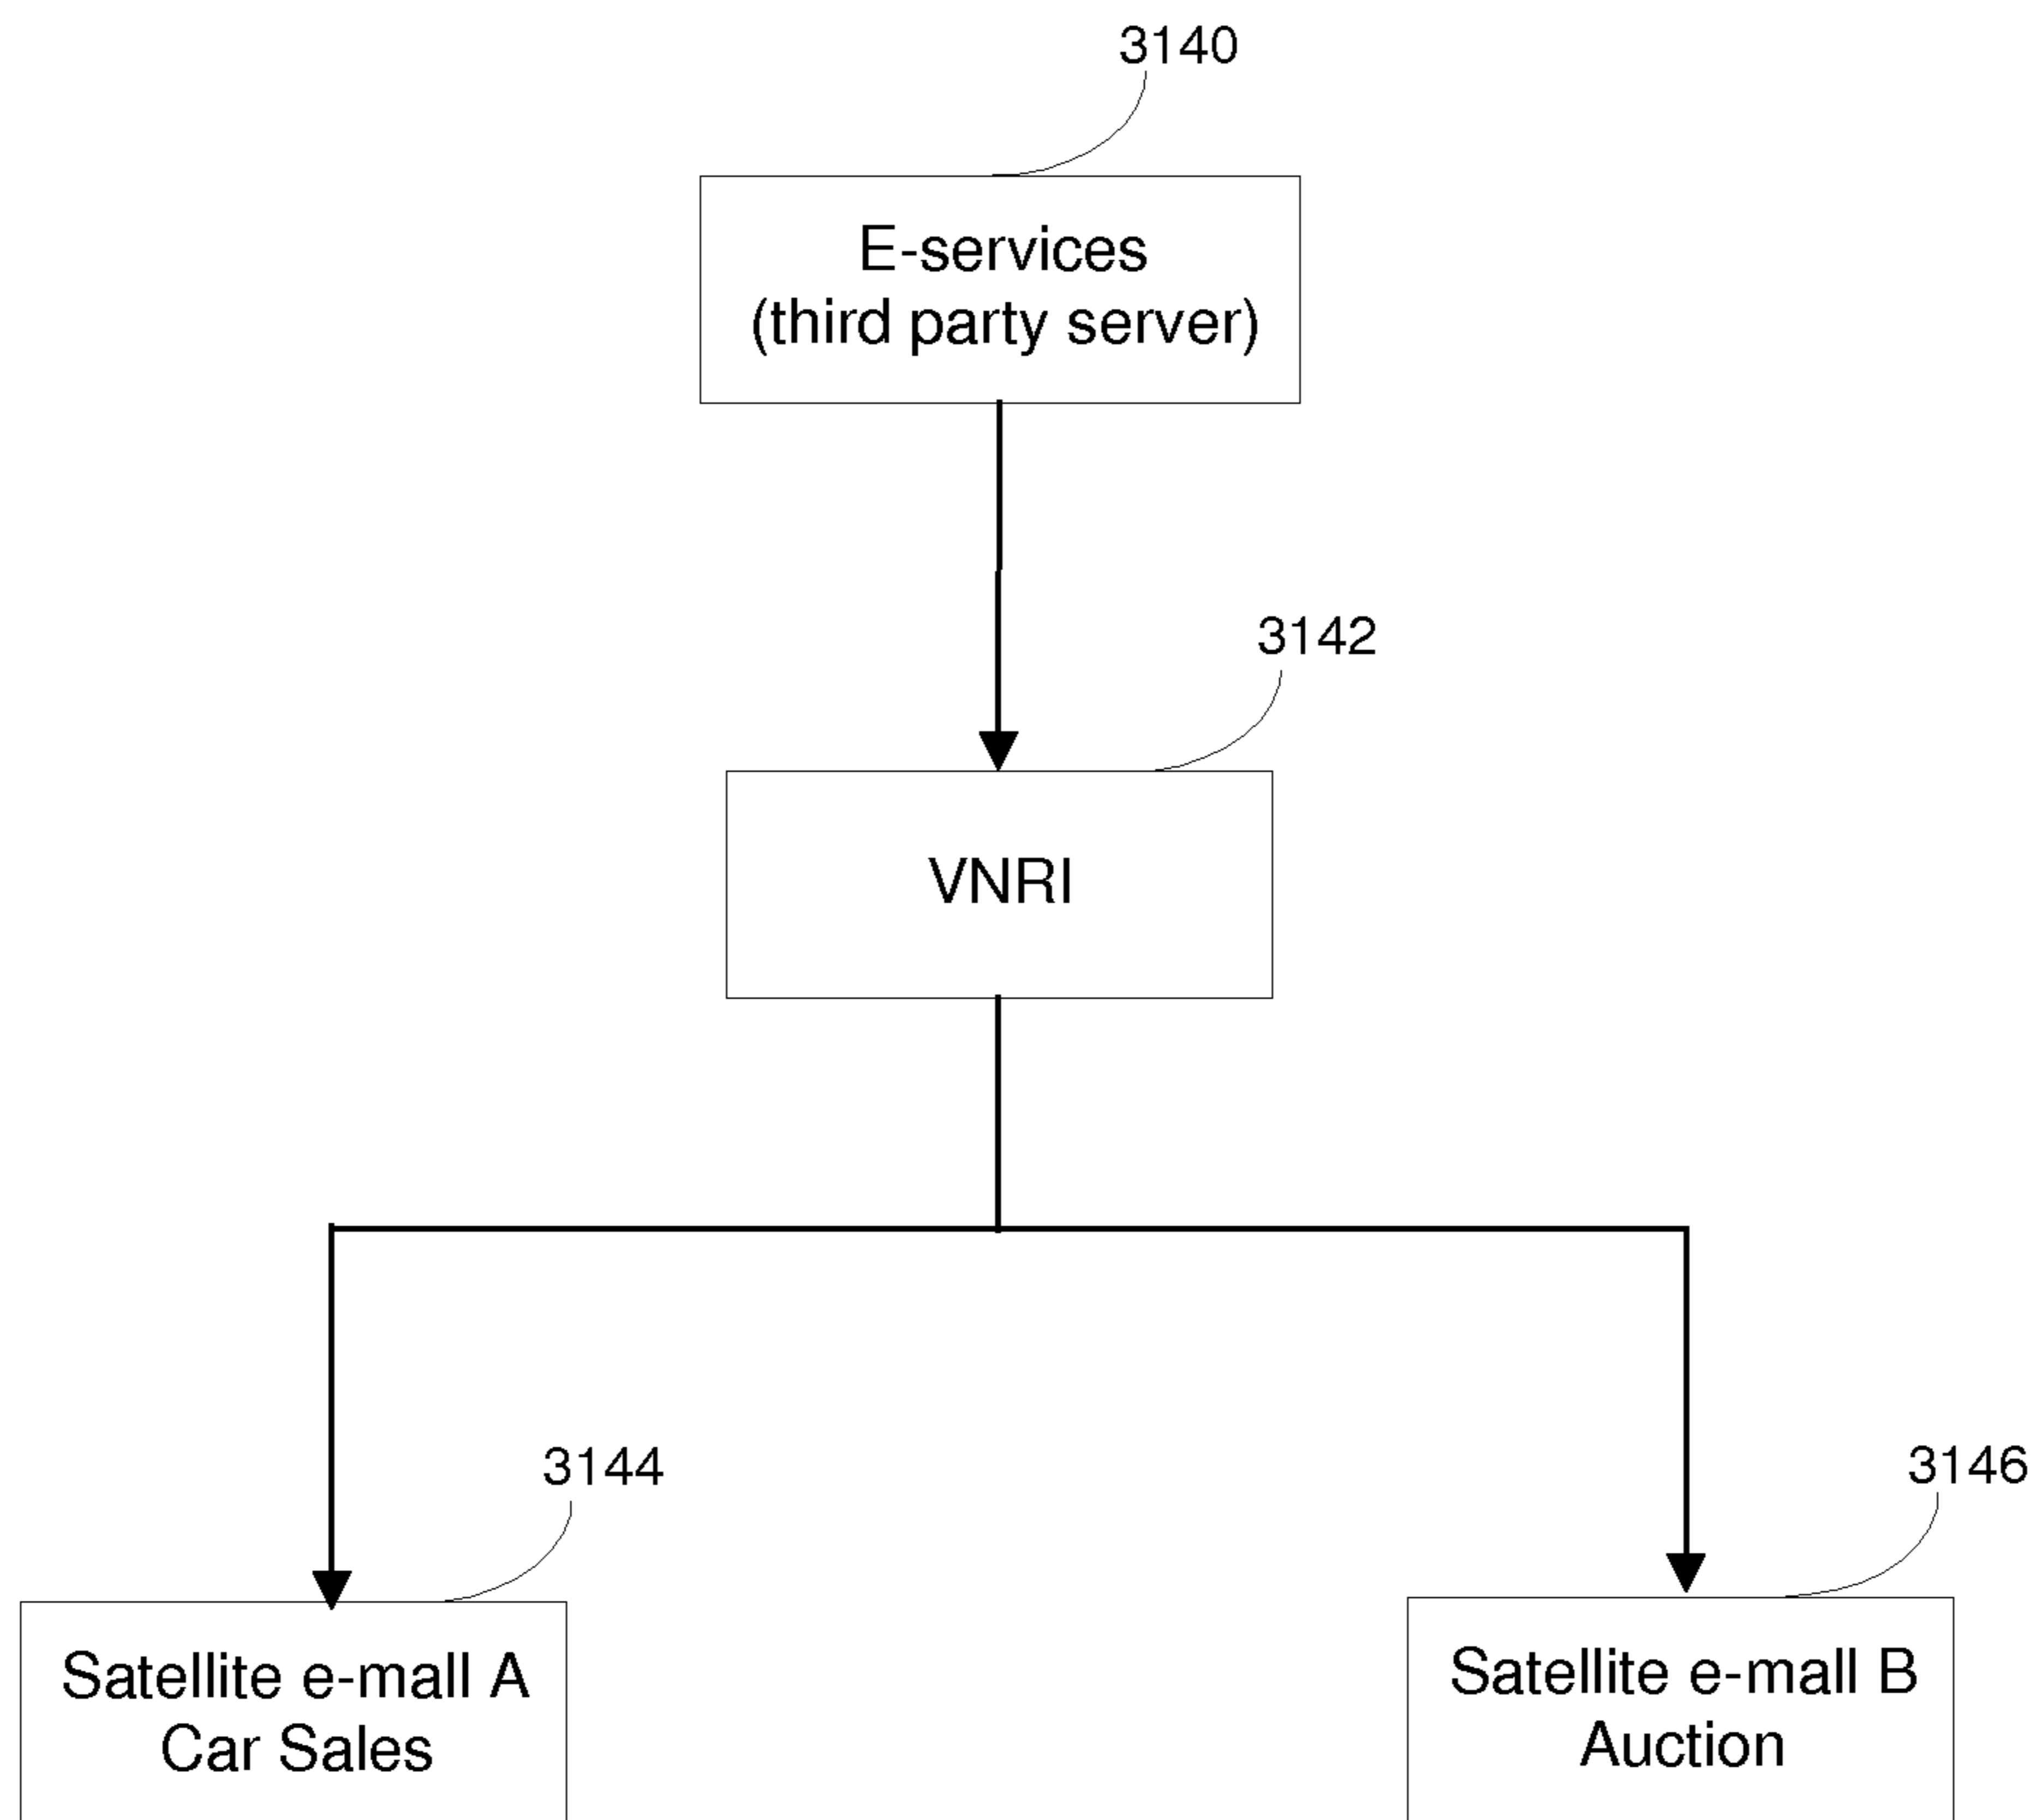 3140
E-services
(third party server)
3142
VNRI
3144
3146
Satellite e-mall A
Car Sales
Satellite e-mall B
Auction